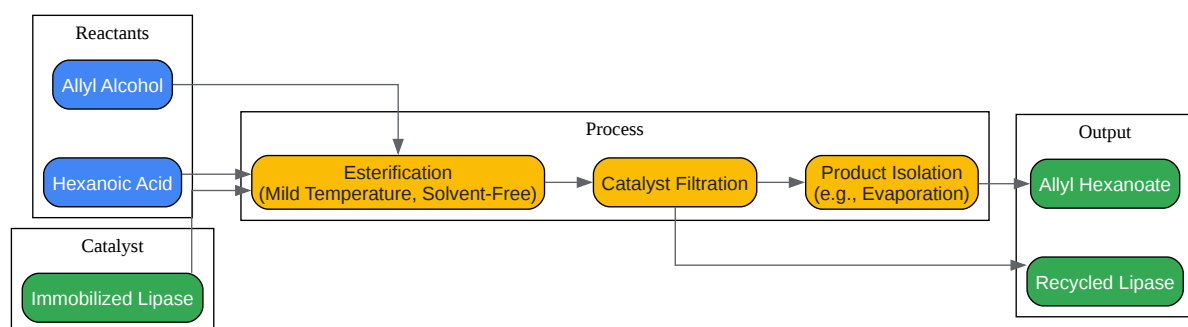 Reactants
Allyl Alcohol
Hexanoic Acid
Catalyst
Immobilized Lipase
Process
Esterification
(Mild Temperature, Solvent-Free)
Catalyst Filtration
Product Isolation
(e.g., Evaporation)
Output
Allyl Hexanoate
Recycled Lipase